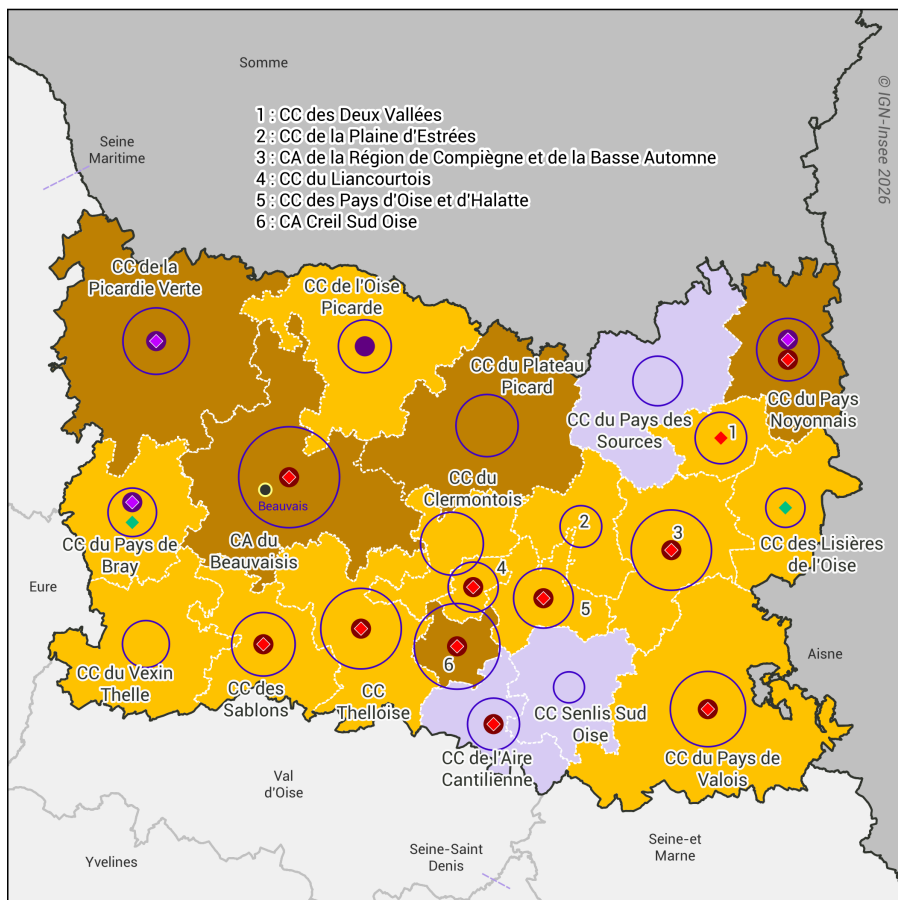 Somme
© IGN-Insee 2026
1 : CC des Deux Vallées
2 : CC de la Plaine d'Estrées
3 : CA de la Région de Compiègne et de la Basse Automne
4 : CC du Liancourtois
5 : CC des Pays d'Oise et d'Halatte
6 : CA Creil Sud Oise
Seine
Maritime
CC de la
Picardie Verte
CC de l'Oise
Picarde
CC du Plateau
Picard
CC du Pays des
Sources
CC du Pays
Noyonnais
1
CC du
Clermontois
Beauvais
2
3
CC du Pays de
Bray
CA du
Beauvaisis
CC des Lisières
de l'Oise
4
Eure
5
6
Aisne
CC du Vexin
Thelle
CC des
Sablons
CC
Thelloise
CC Senlis Sud
Oise
CC de l'Aire
Cantilienne
CC du Pays de
Valois
Val
d'Oise
Seine-et
Marne
Seine-Saint
Denis
Yvelines